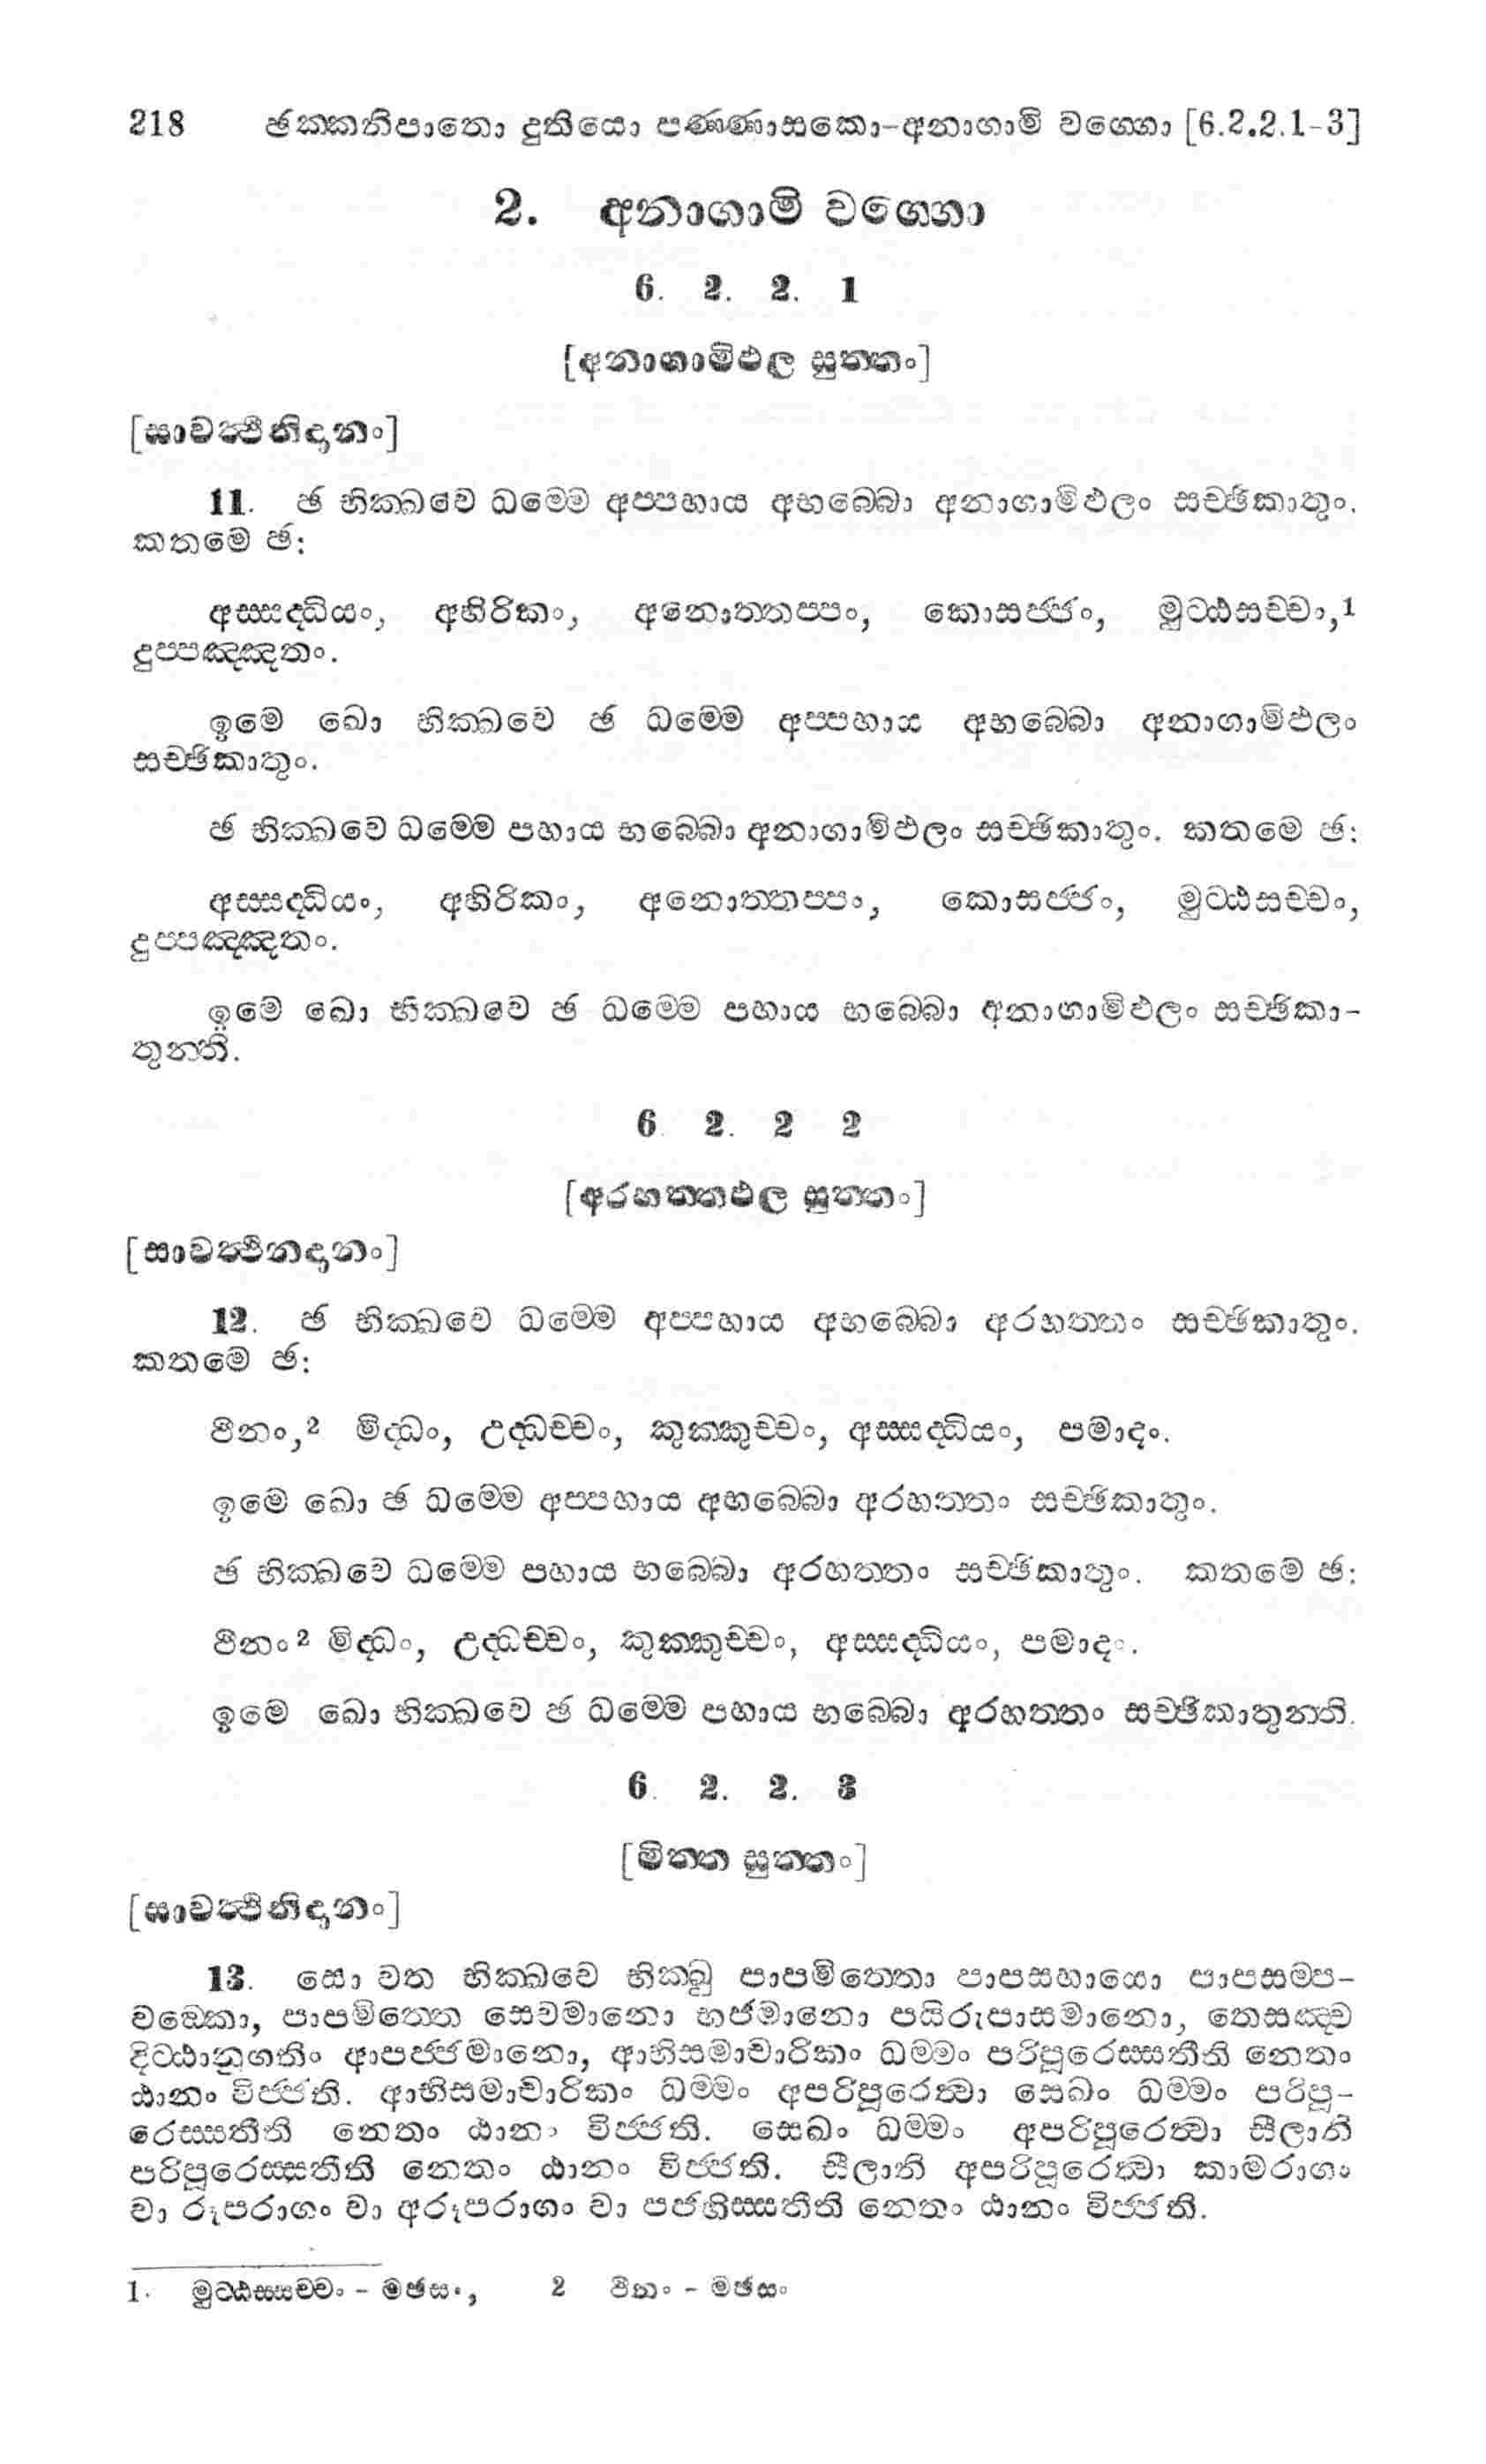 218 ඡක්කනිපාතො දුතියො පණ්ණාසකො-අනාගාමි වග්ගො [6.2.2.1-3]
2. අනාගාමි වග්ගො
6. 2. 2. 1
[අනාගාමිඵල සුත්තං]
[සාවත්ථිනිදානං]
11. ඡ භික්ඛවෙ ධම්මෙ අප්පහාය අභබ්බො අනාගාමිඵලං සච්ඡිකාතුං.
කතමෙ ඡ:
අස්සද්ධියං, අහිරිකං, අනොත්තප්පං, කොසජ්ජං, මුට්ඨසච්චං,1
දුප්පඤ්ඤතං.
ඉමෙ ඛො භික්ඛවෙ ඡ ධම්මෙ අප්පහාය අභබ්බො අනාගාමිඵලං
සච්ඡිකාතුං.
ඡ භික්ඛවෙ ධම්මෙ පහාය භබ්බො අනාගාමිඵලං සච්ඡිකාතුං. කතමෙ ඡ:
අස්සද්ධියං, අහිරිකං, අනොත්තප්පං, කොසජ්ජං, මුට්ඨසච්චං,
දුප්පඤ්ඤතං.
ඉමේ ඛො භික්ඛවෙ ඡ ධම්මෙ පහාය භබ්බො අනාගාමිඵලං සච්ඡිකා-
තුන්ති.
6. 2. 2 2
[අරහත්තඵල සුත්තං]
[සාවත්ථිනදානං]
12. ඡ භික්ඛවෙ ධම්මෙ අප්පහාය අභබ්බො අරහත්තං සච්ඡිකාතුං.
කතමෙ ඡ:
ථීනං,2 මිද්ධං, උද්ධච්චං, කුක්කුච්චං, අස්සද්ධියං, පමාදං.
ඉමෙ ඛො ඡ ධම්මෙ අප්පහාය අභබ්බො අරහත්තං සච්ඡිකාතුං.
ඡ භික්ඛවෙ ධම්මෙ පහාය භබ්බො අරහත්තං සච්ඡිකාතුං. කතමේ ඡ:
ථීනං2 මිද්ධං, උද්ධච්චං, කුක්කුච්චං, අස්සද්ධියං, පමාදං.
ඉමෙ ඛො භික්ඛවෙ ඡ ධම්මෙ පහාය භබ්බො අරහත්තං සච්ඡිකාතුන්ති.
6. 2. 2. 3
[මිත්ත සුත්තං]
[සාවත්ථිනිදානං]
13. සො වත භික්ඛවෙ භික්ඛු පාපමිත්තො පාපසහායො පාපසම්ප-
වඞ්කො, පාපමිත්තෙ සෙවමානො භජමානො පයිරුපාසමානො, තෙසඤ්ච
දිට්ඨානුගතිං ආපජ්ජමානො, ආභිසමාචාරිකං ධම්මං පරිපූරෙස්සතීති නෙතං
ඨානං විජ්ජති. ආභිසමාචාරිකං ධම්මං අපරිපූරෙත්වා සෙඛං ධම්මං පරිපූ-
රෙස්සතීති නෙතං ඨානං විජ්ජති. සෙඛං ධම්මං අපරිපූරෙත්වා සීලානි
පරිපූරෙස්සතීති නෙතං ඨානං විජ්ජති. සීලානි අපරිපූරෙත්වා කාමරාගං
වා රූපරාගං වා අරූපරාගං වා පජහිස්සතීති නෙතං ඨානං විජ්ජති.
1. මුට්ඨස්සච්චං - මඡසං, 2 ථිනං - මඡසං